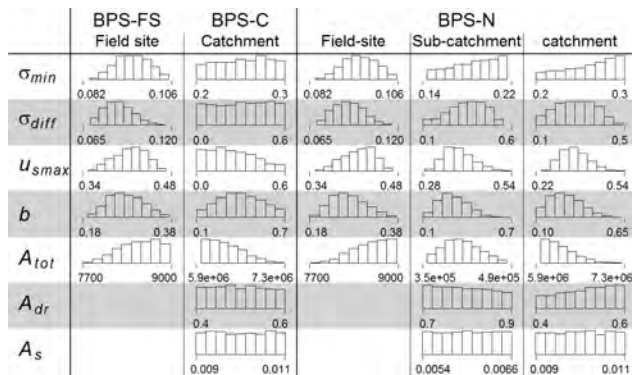 BPS-FS BPS-C BPS-N
Field site Catchment Field-site Sub-catchment catchment
σmin
0.082 0.106 0.2 0.3 0.082 0.106 0.14 0.22 0.2 0.3
σdiff
0.065 0.120 0.0 0.6 0.065 0.120 0.1 0.6 0.1 0.5
usmax
0.34 0.48 0.0 0.6 0.34 0.48 0.28 0.54 0.22 0.54
b
0.18 0.38 0.1 0.7 0.18 0.38 0.1 0.7 0.10 0.65
Atot
7700 9000 5.9e+06 7.3e+06 7700 9000 3.5e+05 4.9e+05 5.9e+06 7.3e+06
Adr
0.4 0.6 0.7 0.9 0.4 0.6
As
0.009 0.011 0.0054 0.0066 0.009 0.011